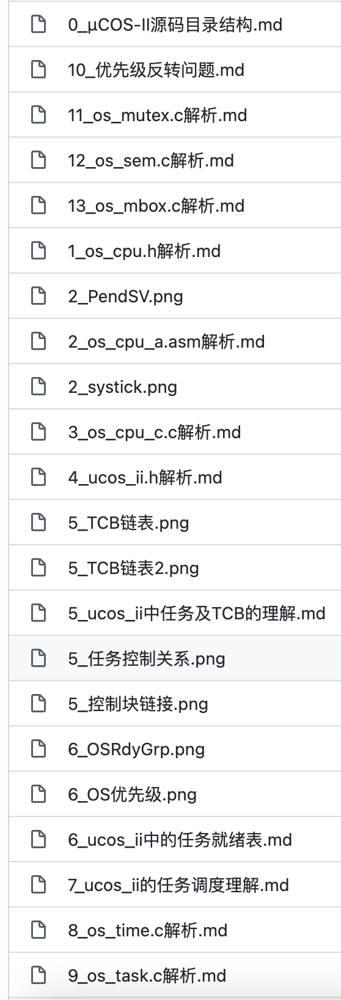 0_μCOS-II源码目录结构.md
10_优先级反转问题.md
11_os_mutex.c解析.md
12_os_sem.c解析.md
13_os_mbox.c解析.md
1_os_cpu.h解析.md
2_PendSV.png
2_os_cpu_a.asm解析.md
2_systick.png
3_os_cpu_c.c解析.md
4_ucos_ii.h解析.md
5_TCB链表.png
5_TCB链表2.png
5_ucos_ii中任务及TCB的理解.md
5_任务控制关系.png
5_控制块链接.png
6_OSRdyGrp.png
6_OS优先级.png
6_ucos_ii中的任务就绪表.md
7_ucos_ii的任务调度理解.md
8_os_time.c解析.md
9_os_task.c解析.md